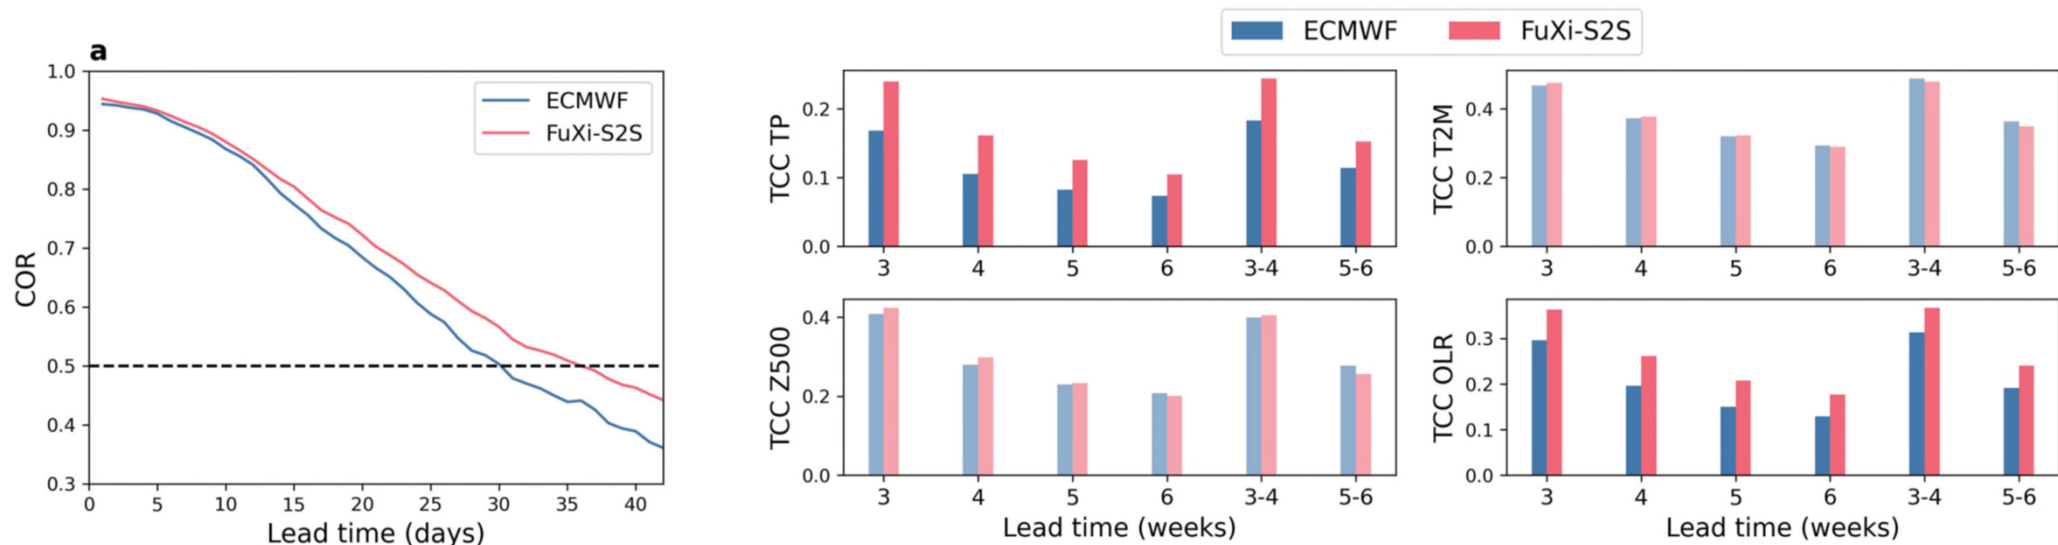 a
COR
1.0
0.9
0.8
0.7
0.6
0.5
0.4
0.3
0 5 10 15 20 25 30 35 40
Lead time (days)
ECMWF
FuXi-S2S
ECMWF FuXi-S2S
TCC TP
0.2
0.1
0.0
3 4 5 6 3-4 5-6
TCC T2M
0.4
0.2
0.0
3 4 5 6 3-4 5-6
TCC Z500
0.4
0.2
0.0
3 4 5 6 3-4 5-6
Lead time (weeks)
TCC OLR
0.3
0.2
0.1
0.0
3 4 5 6 3-4 5-6
Lead time (weeks)